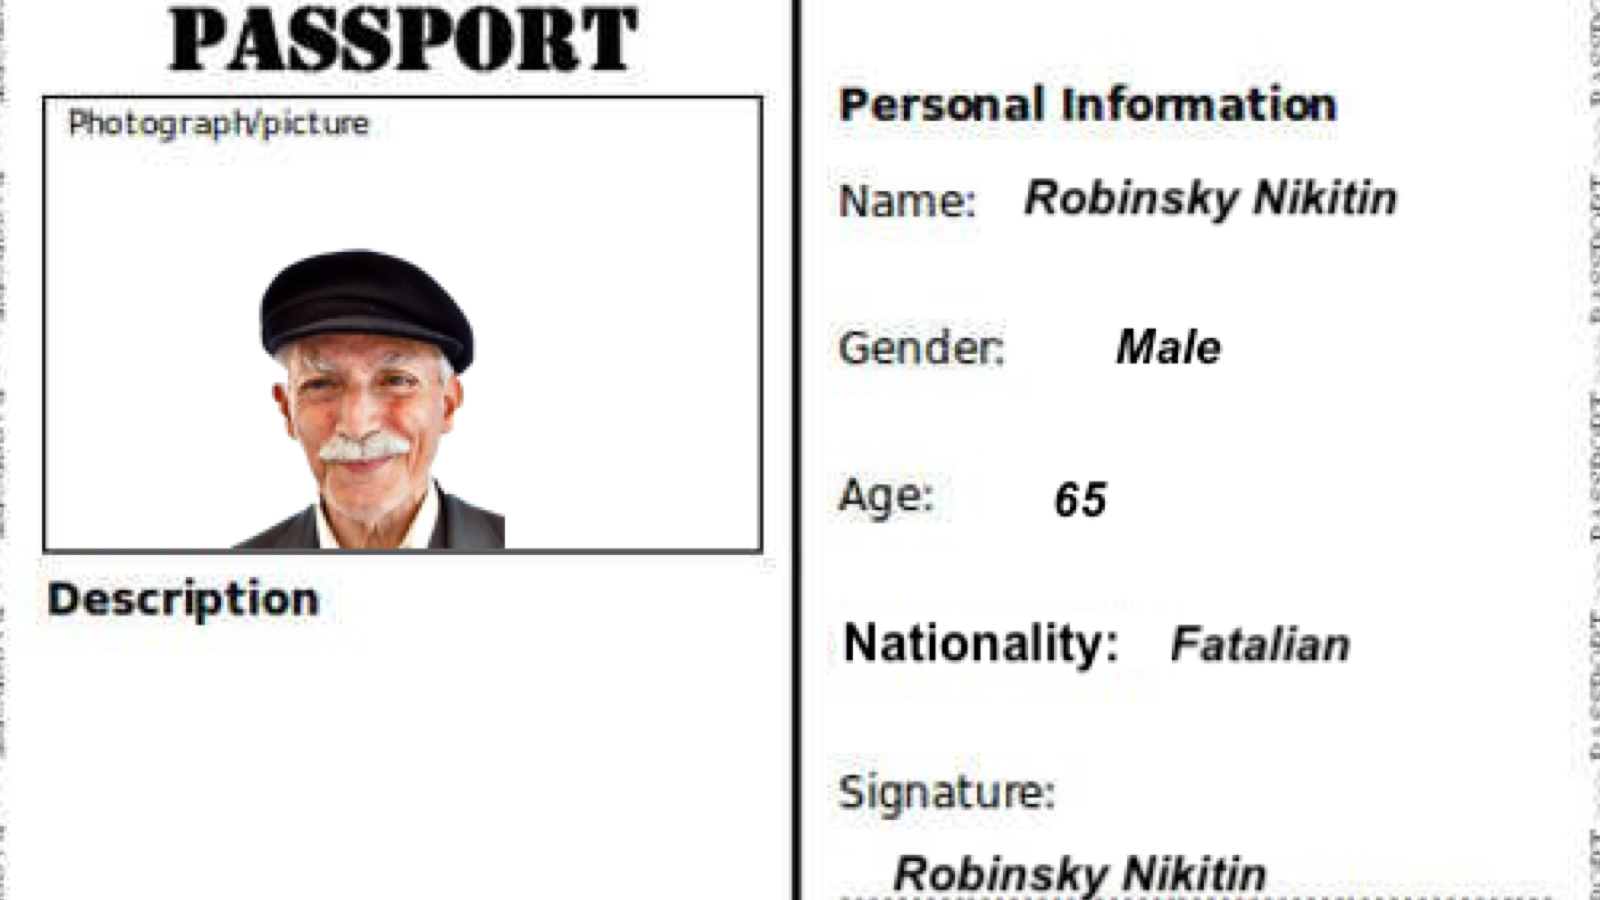 PASSPORT
Photograph/picture
Description
Personal Information
Name: Robinsky Nikitin
Gender: Male
Age: 65
Nationality: Fatalian
Signature:
Robinsky Nikitin